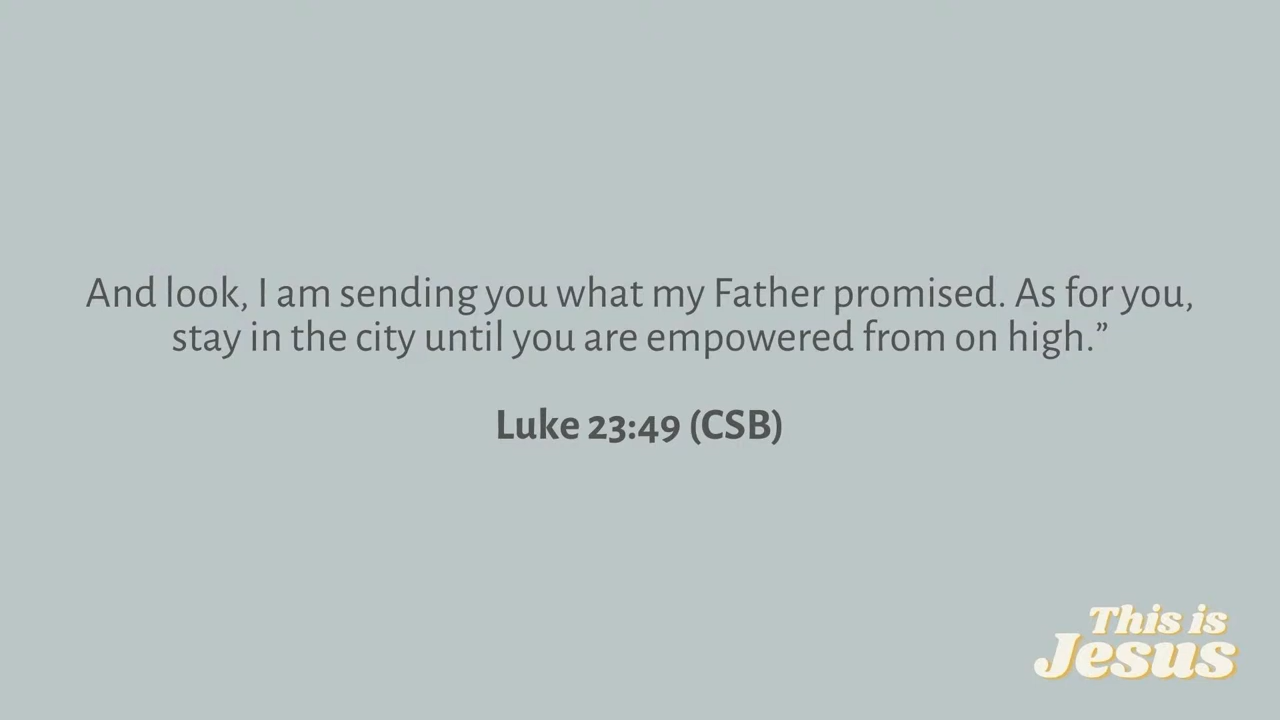 And look, I am sending you what my Father promised. As for you,
stay in the city until you are empowered from on high.”
Luke 23:49 (CSB)
This is
Jesus